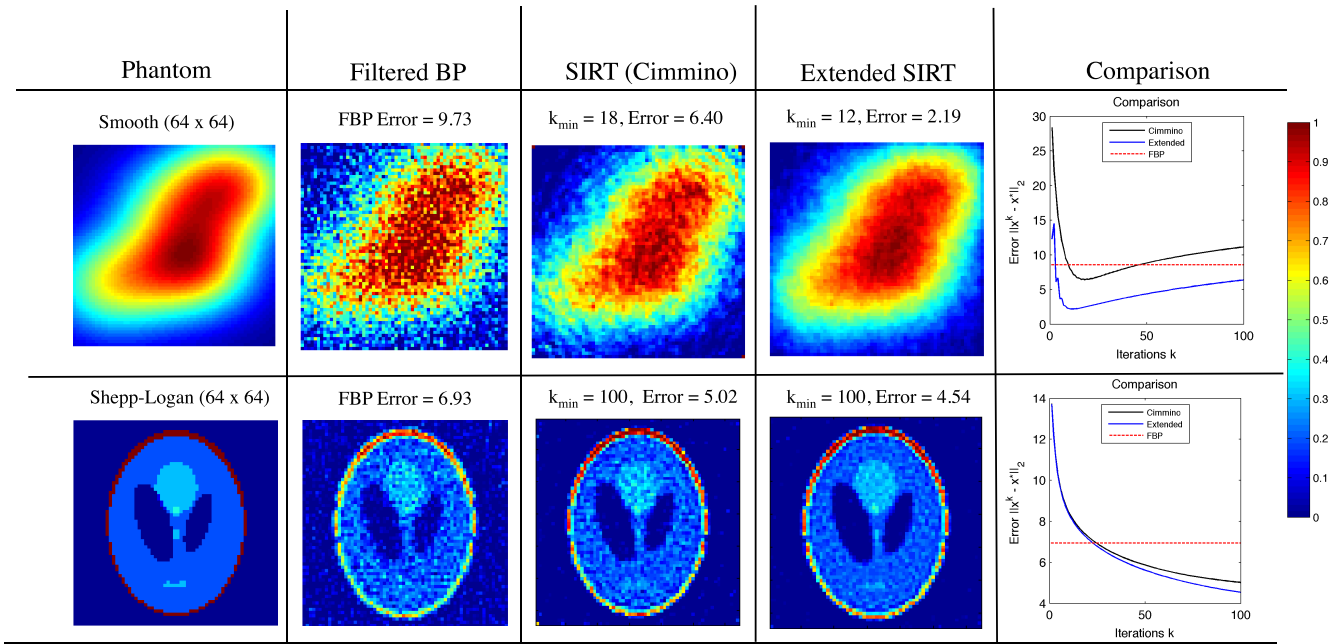 Phantom
Filtered BP
SIRT (Cimmino)
Extended SIRT
Comparison
Smooth (64 x 64)
FBP Error = 9.73
kmin = 18, Error = 6.40
kmin = 12, Error = 2.19
Comparison
30
25
20
15
10
5
0
Error ||x^k - x*||_2
Cimmino
Extended
FBP
0
50
100
Iterations k
Shepp-Logan (64 x 64)
FBP Error = 6.93
kmin = 100, Error = 5.02
kmin = 100, Error = 4.54
Comparison
14
12
10
8
6
4
Error ||x^k - x*||_2
Cimmino
Extended
FBP
0
50
100
Iterations k
1
0.9
0.8
0.7
0.6
0.5
0.4
0.3
0.2
0.1
0